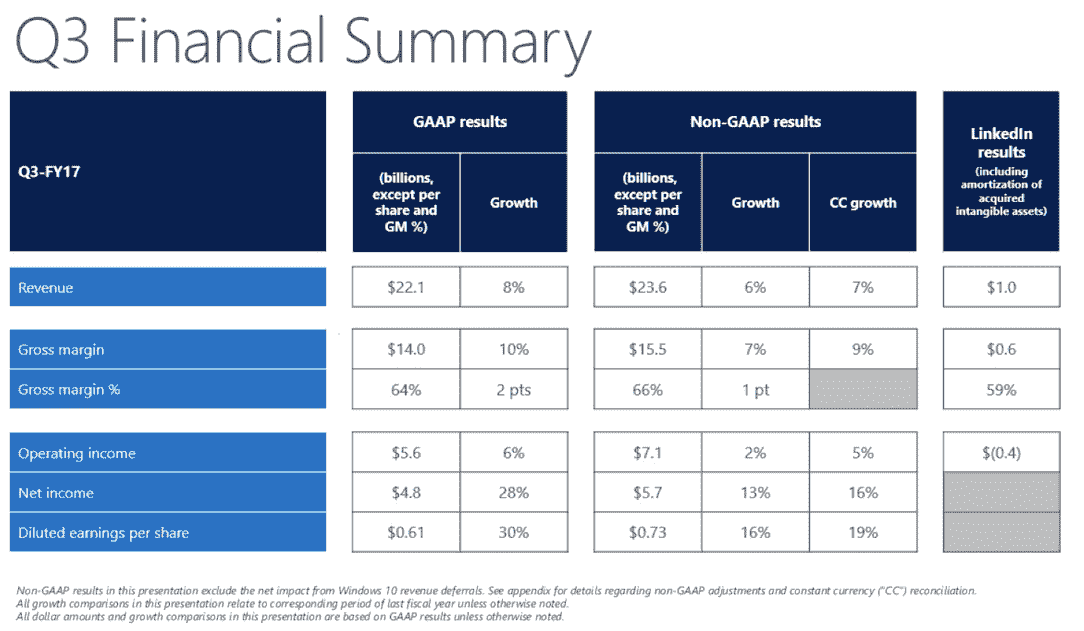 Q3 Financial Summary
Q3-FY17
GAAP results
(billions,
except per
share and
GM %)
Growth
Non-GAAP results
(billions,
except per
share and
GM %)
Growth
CC growth
LinkedIn
results
(including
amortization of
acquired
intangible assets)
Revenue $22.1 8% $23.6 6% 7% $1.0
Gross margin $14.0 10% $15.5 7% 9% $0.6
Gross margin % 64% 2 pts 66% 1 pt 59%
Operating income $5.6 6% $7.1 2% 5% $(0.4)
Net income $4.8 28% $5.7 13% 16%
Diluted earnings per share $0.61 30% $0.73 16% 19%
Non-GAAP results in this presentation exclude the net impact from Windows 10 revenue deferrals. See appendix for details regarding non-GAAP adjustments and constant currency ("CC") reconciliation.
All growth comparisons in this presentation relate to corresponding period of last fiscal year unless otherwise noted.
All dollar amounts and growth comparisons in this presentation are based on GAAP results unless otherwise noted.